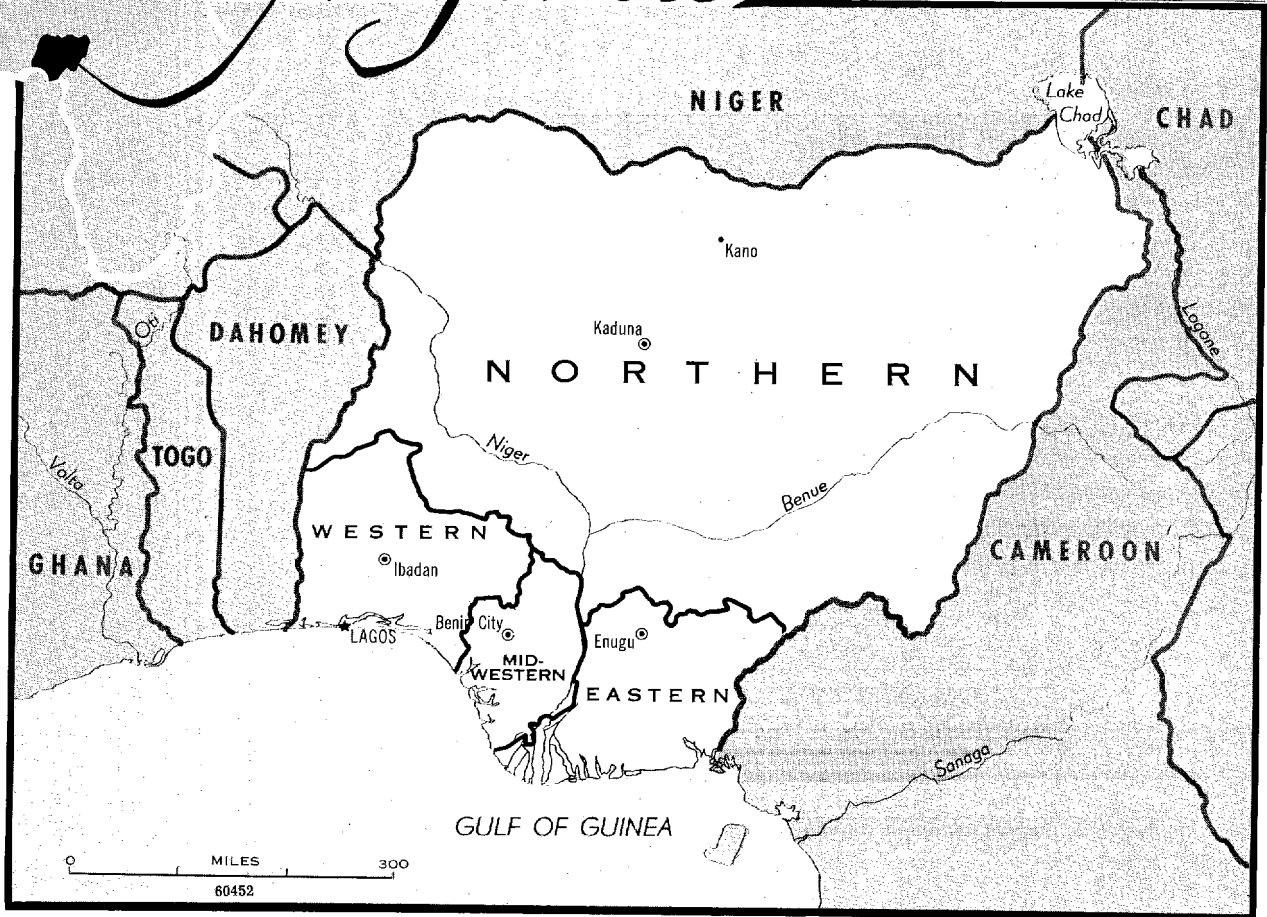 NIGER
Lake
Chad
CHAD
Kano
Kaduna
Oti
DAHOMEY
NORTHERN
Logone
TOGO
Niger
Volta
Benue
WESTERN
CAMEROON
GHANA
Ibadan
Benin City
LAGOS
Enugu
MID-
WESTERN
EASTERN
Sanaga
GULF OF GUINEA
0 MILES 300
60452